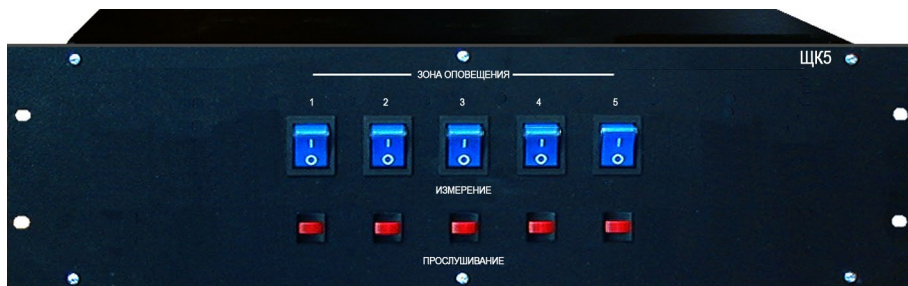 ЩК5
ЗОНА ОПОВЕЩЕНИЯ
1 2 3 4 5
ИЗМЕРЕНИЕ
ПРОСЛУШИВАНИЕ